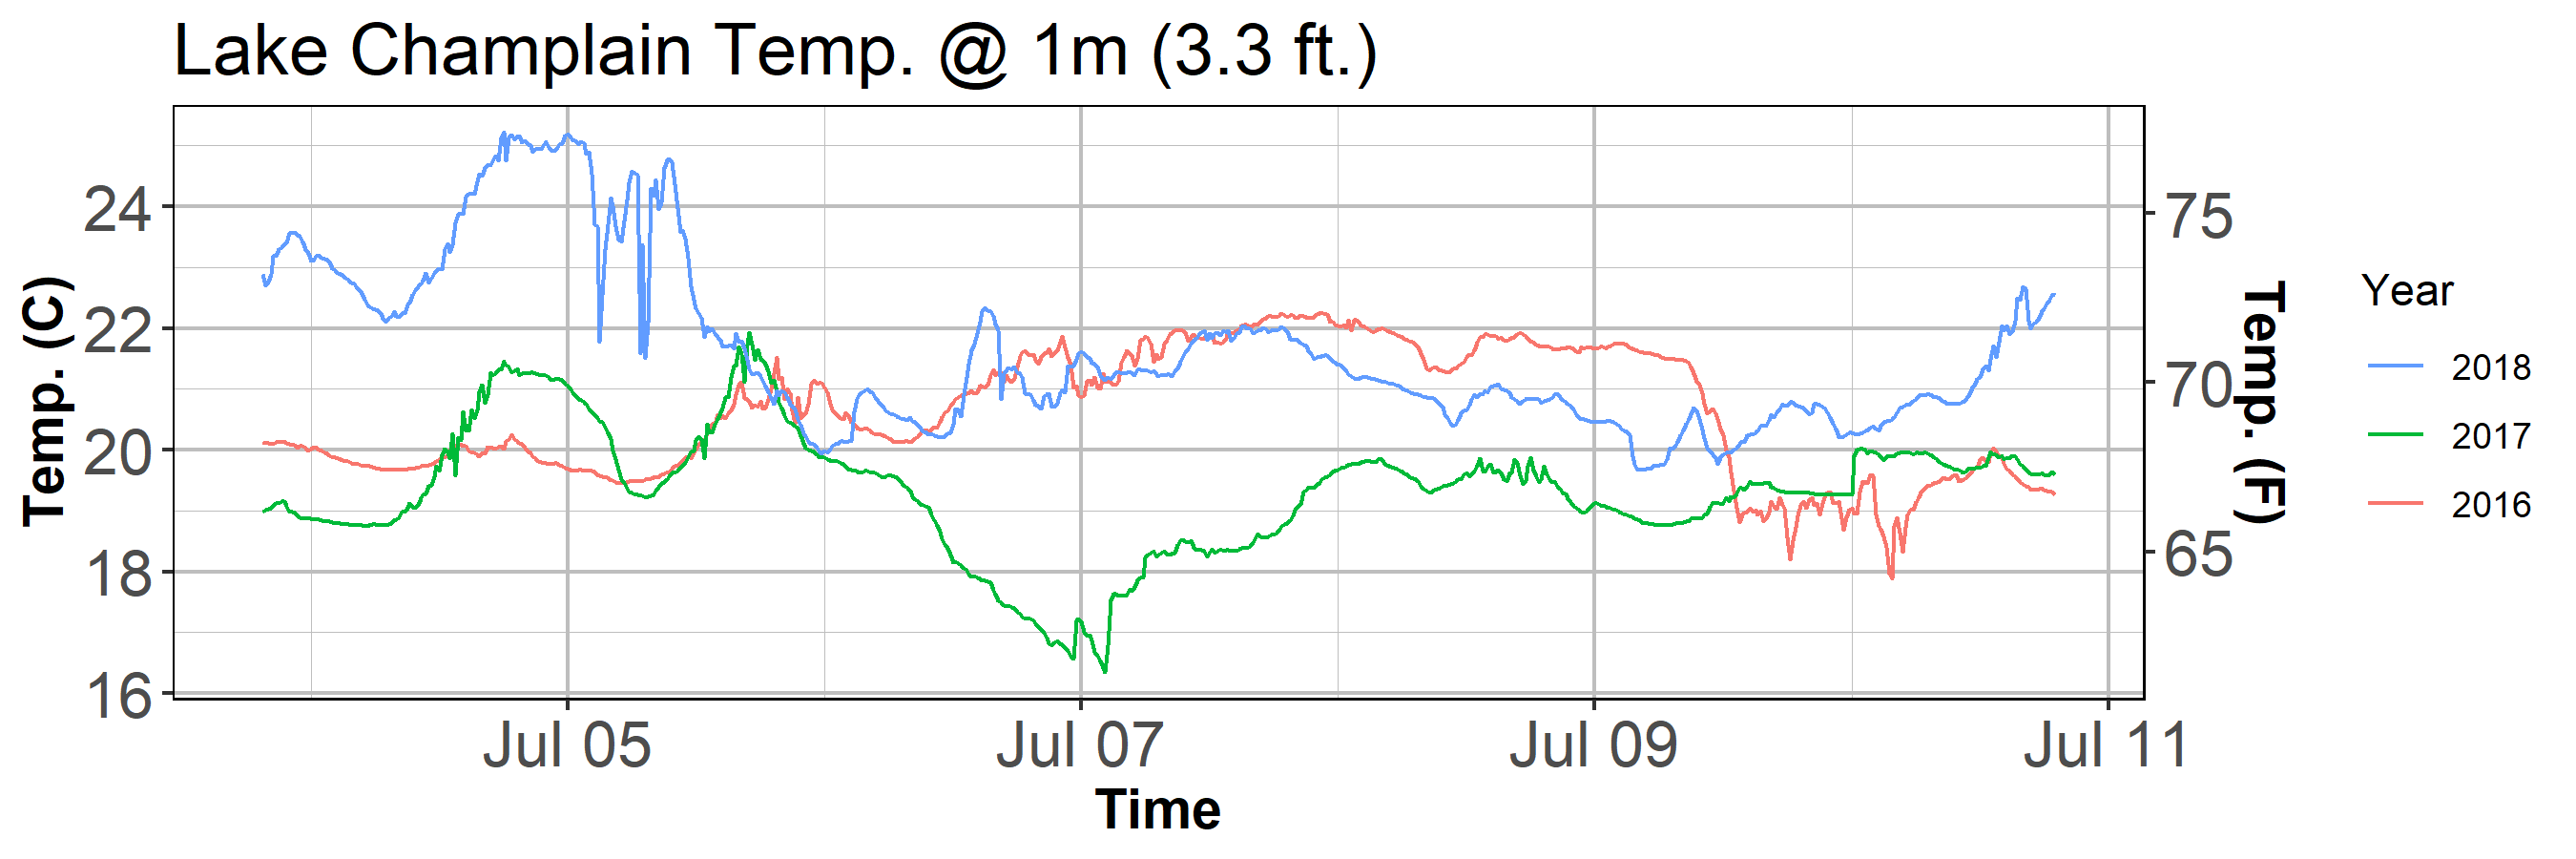 Lake Champlain Temp. @ 1m (3.3 ft.)
Temp. (C)
24
22
20
18
16
75
70
65
Temp. (F)
Jul 05
Jul 07
Jul 09
Jul 11
Time
Year
2018
2017
2016